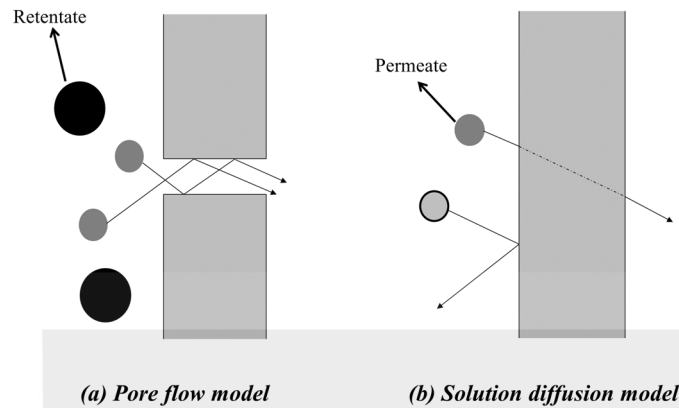 Retentate
Permeate
(a) Pore flow model
(b) Solution diffusion model